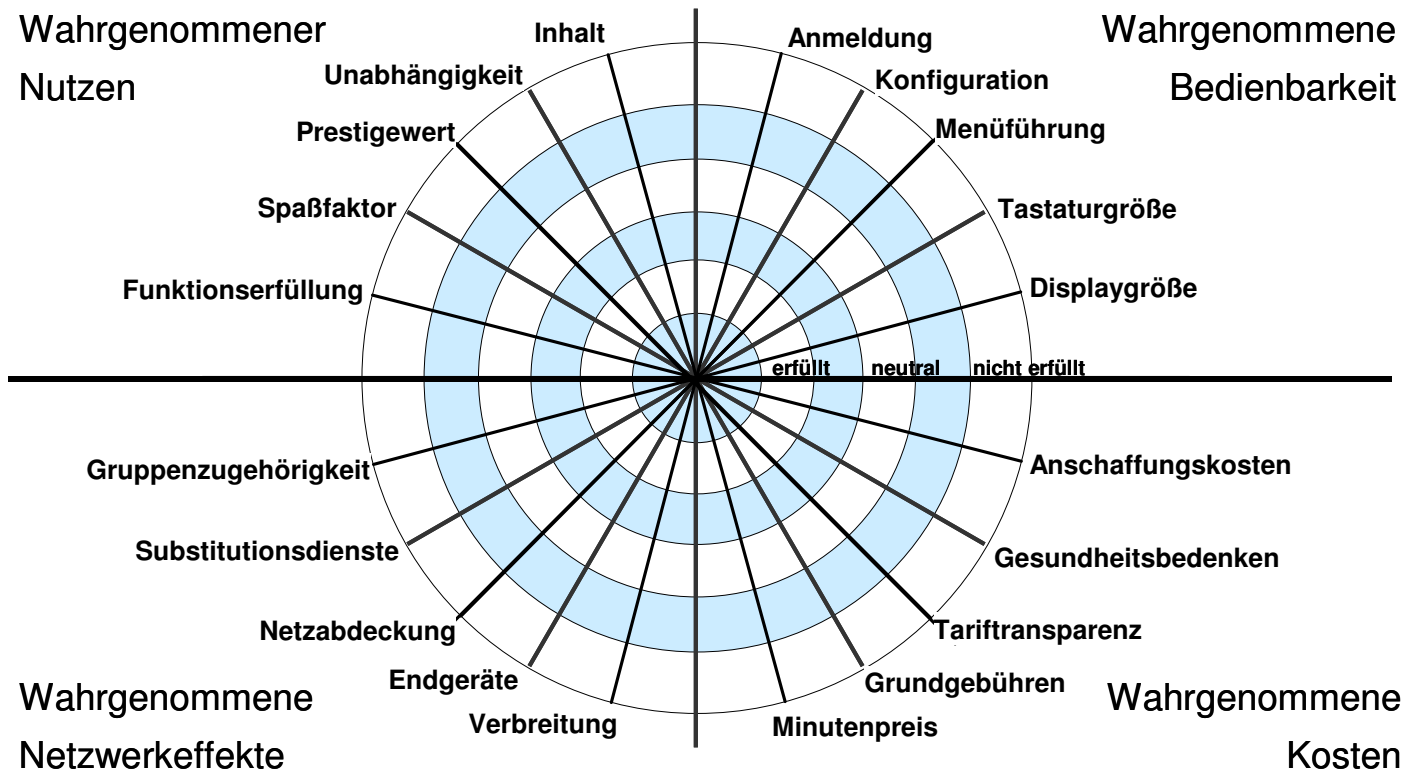 Wahrgenommener
Nutzen
Inhalt
Unabhängigkeit
Prestigewert
Spaßfaktor
Funktionserfüllung
Wahrgenommene
Bedienbarkeit
Anmeldung
Konfiguration
Menüführung
Tastaturgröße
Displaygröße
erfüllt neutral nicht erfüllt
Gruppenzugehörigkeit
Substitutionsdienste
Netzabdeckung
Endgeräte
Verbreitung
Wahrgenommene
Netzwerkeffekte
Anschaffungskosten
Gesundheitsbedenken
Tariftransparenz
Grundgebühren
Minutenpreis
Wahrgenommene
Kosten